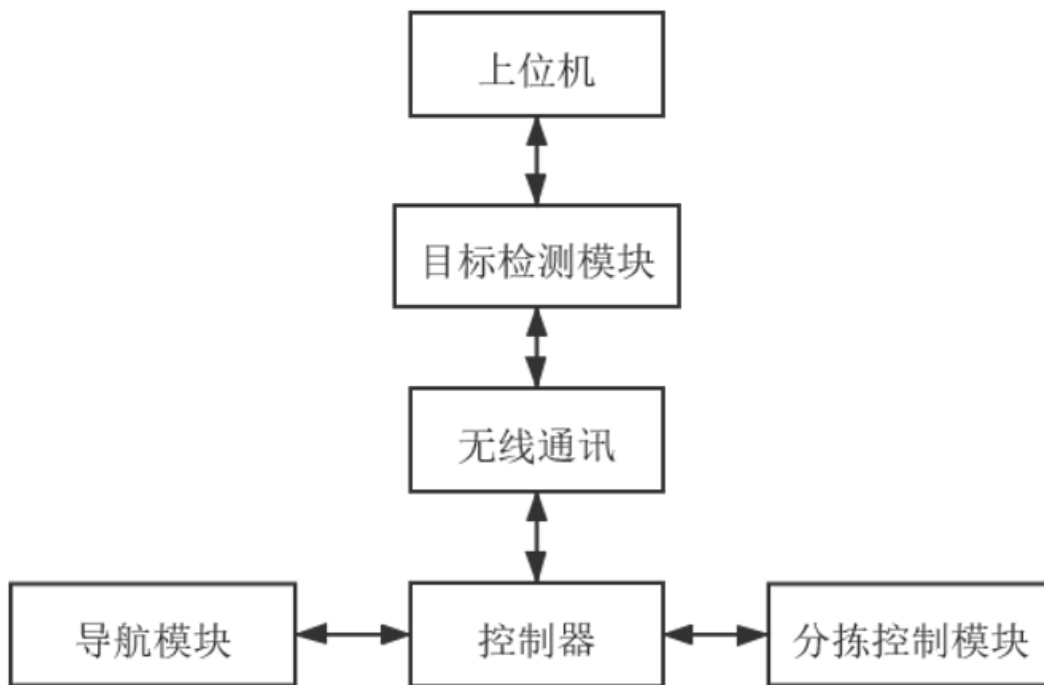 上位机
目标检测模块
无线通讯
导航模块
控制器
分拣控制模块